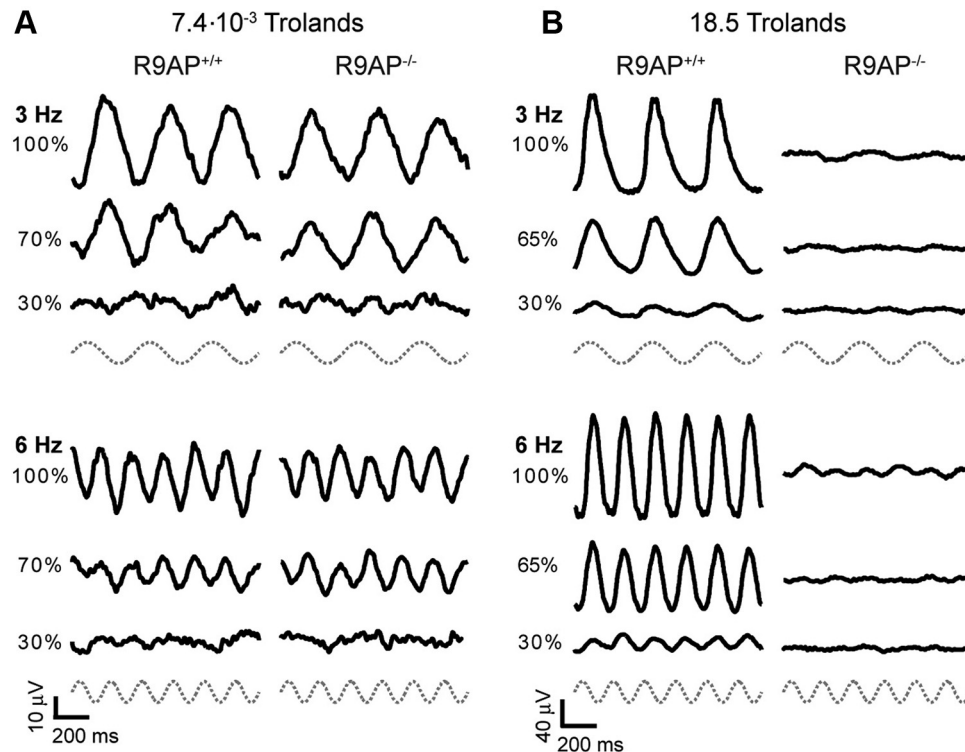 A 7.4·10⁻³ Trolands
R9AP⁺/⁺ R9AP⁻/⁻
3 Hz
100%
70%
30%
6 Hz
100%
70%
30%
10 µV
200 ms
B 18.5 Trolands
R9AP⁺/⁺ R9AP⁻/⁻
3 Hz
100%
65%
30%
6 Hz
100%
65%
30%
40 µV
200 ms